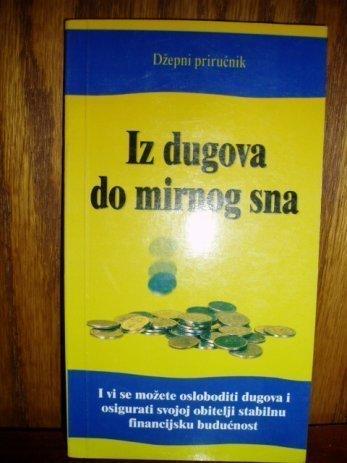 Džepni priručnik
Iz dugova
do mirnog sna
I vi se možete osloboditi dugova i
osigurati svojoj obitelji stabilnu
financijsku budućnost